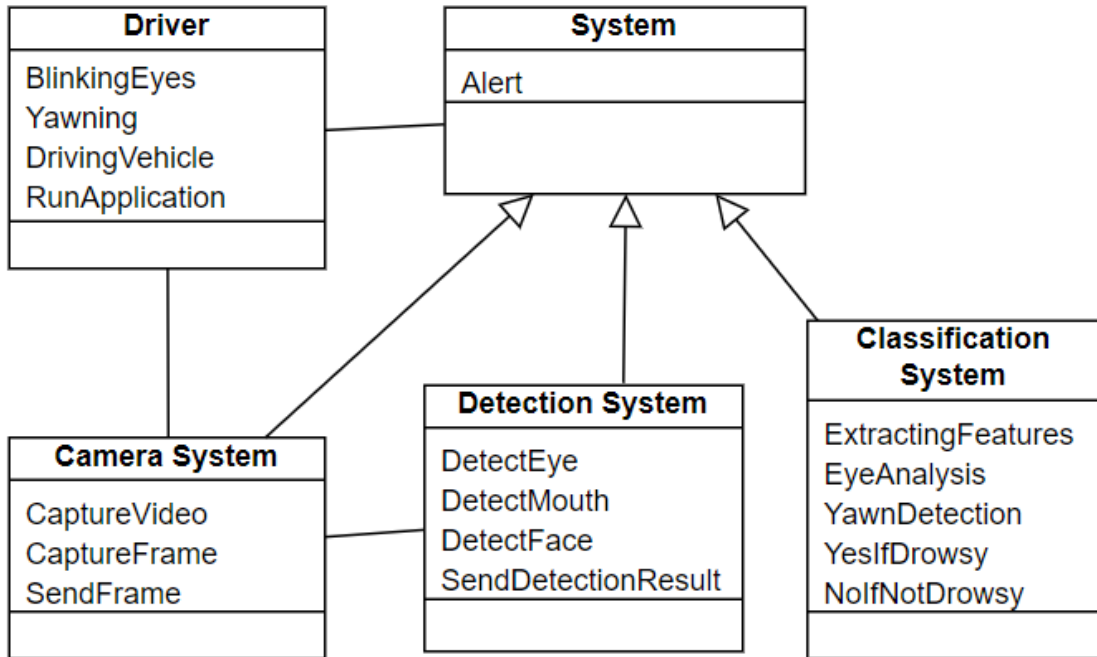 Driver
BlinkingEyes
Yawning
DrivingVehicle
RunApplication
System
Alert
Camera System
CaptureVideo
CaptureFrame
SendFrame
Detection System
DetectEye
DetectMouth
DetectFace
SendDetectionResult
Classification
System
ExtractingFeatures
EyeAnalysis
YawnDetection
YesIfDrowsy
NoIfNotDrowsy